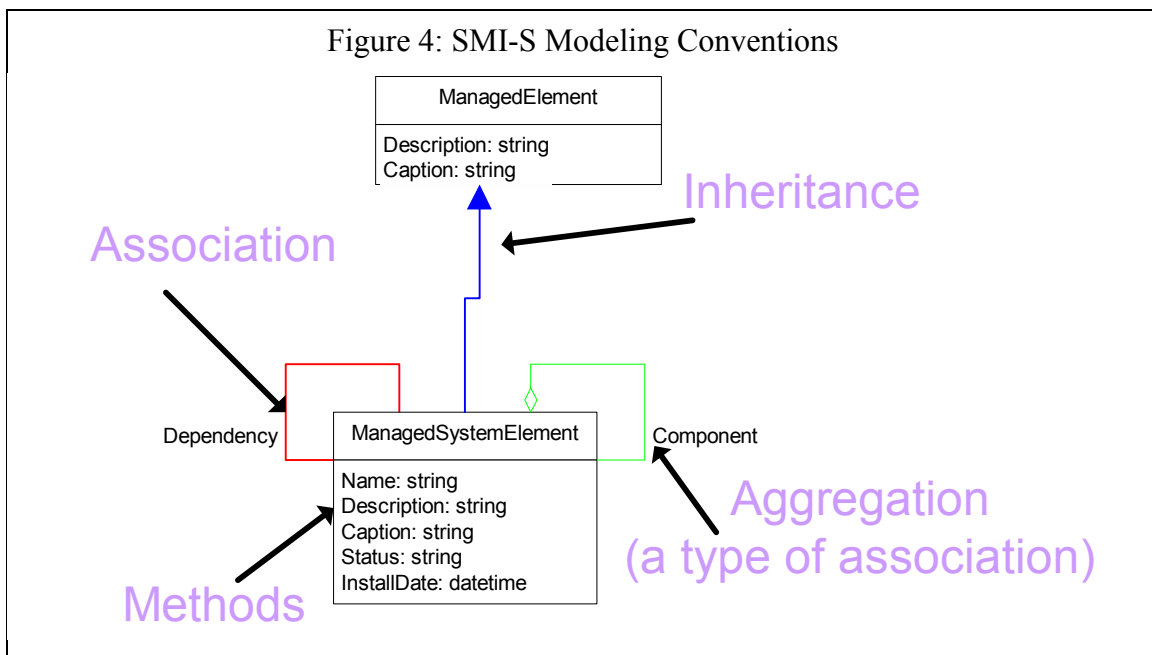 Figure 4: SMI-S Modeling Conventions
ManagedElement
Description: string
Caption: string
Inheritance
Association
Dependency
ManagedSystemElement
Component
Name: string
Description: string
Caption: string
Status: string
InstallDate: datetime
Aggregation
(a type of association)
Methods